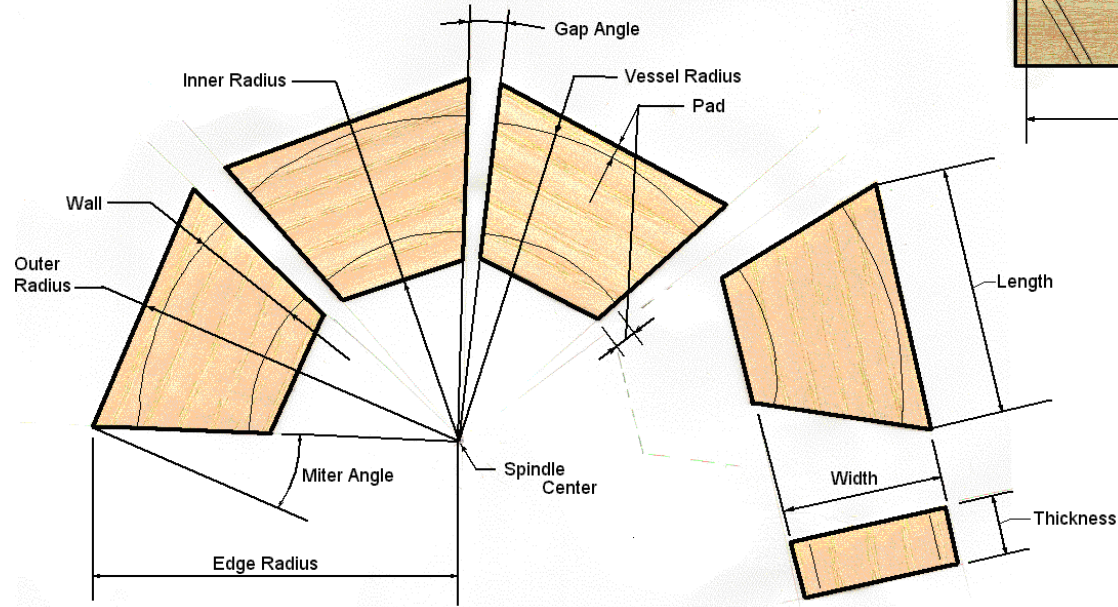 Gap Angle
Inner Radius
Vessel Radius
Pad
Wall
Outer
Radius
Length
Miter Angle
Spindle
Center
Width
Thickness
Edge Radius